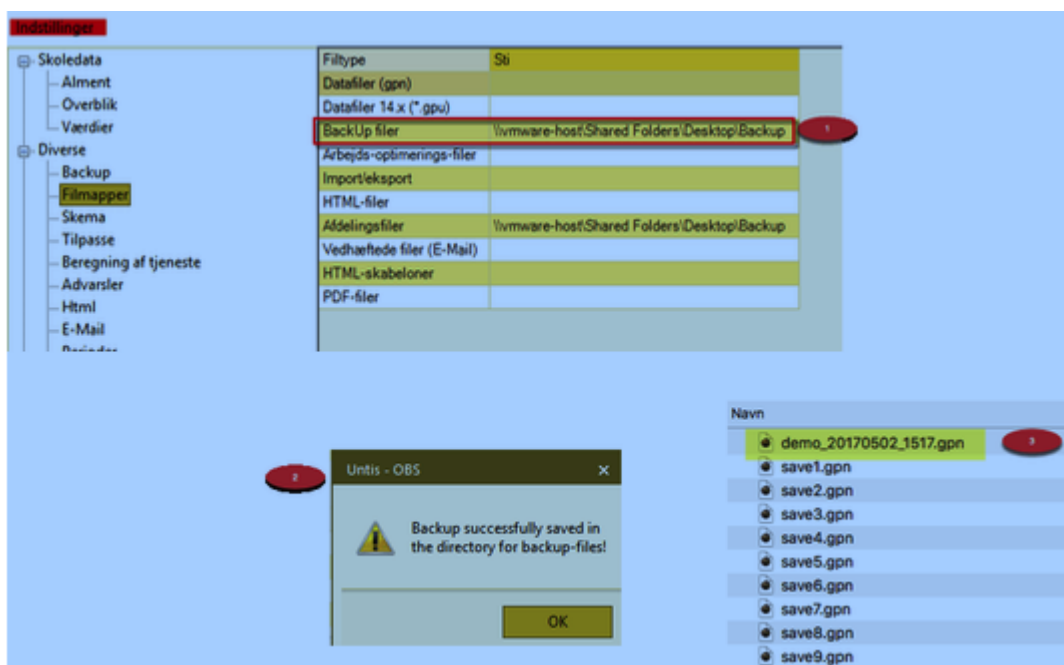 Indstillinger
Skoledata
Alment
Overblik
Værdier
Diverse
Backup
Filmapper
Skema
Tilpasse
Beregning af tjeneste
Advarsler
Html
E-Mail
Perioder
Filtype Sti
Datafiler (gpn)
Datafiler 14.x (*.gpu)
BackUp filer \\vmware-host\Shared Folders\Desktop\Backup 1
Arbejds-optimerings-filer
Import/eksport
HTML-filer
Afdelingsfiler \\vmware-host\Shared Folders\Desktop\Backup
Vedhæftede filer (E-Mail)
HTML-skabeloner
PDF-filer
2
Untis - OBS ×
Backup successfully saved in
the directory for backup-files!
OK
Navn
demo_20170502_1517.gpn 3
save1.gpn
save2.gpn
save3.gpn
save4.gpn
save5.gpn
save6.gpn
save7.gpn
save8.gpn
save9.gpn